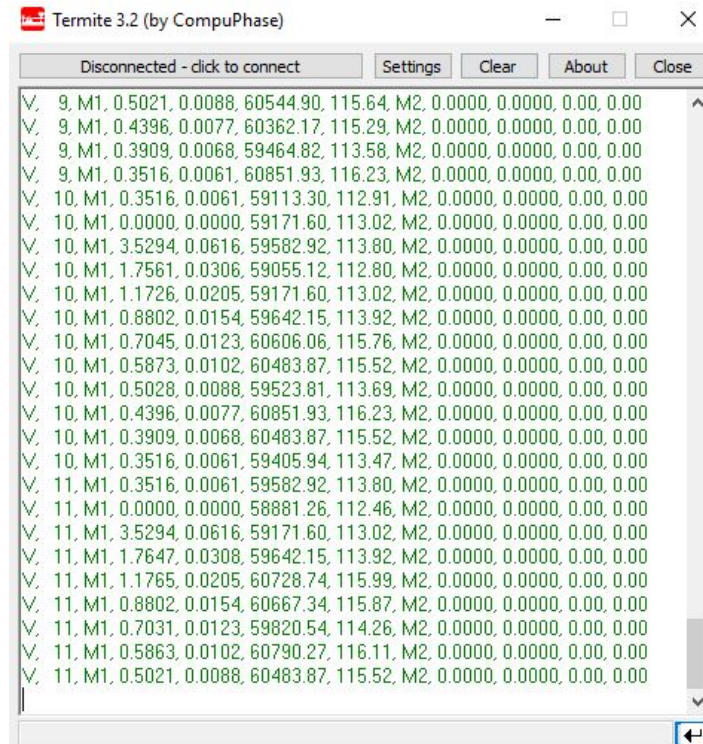 Termite 3.2 (by CompuPhase)
Disconnected - click to connect Settings Clear About Close
V, 9, M1, 0.5021, 0.0088, 60544.90, 115.64, M2, 0.0000, 0.0000, 0.00, 0.00
V, 9, M1, 0.4396, 0.0077, 60362.17, 115.29, M2, 0.0000, 0.0000, 0.00, 0.00
V, 9, M1, 0.3909, 0.0068, 59464.82, 113.58, M2, 0.0000, 0.0000, 0.00, 0.00
V, 9, M1, 0.3516, 0.0061, 60851.93, 116.23, M2, 0.0000, 0.0000, 0.00, 0.00
V, 10, M1, 0.3516, 0.0061, 59113.30, 112.91, M2, 0.0000, 0.0000, 0.00, 0.00
V, 10, M1, 0.0000, 0.0000, 59171.60, 113.02, M2, 0.0000, 0.0000, 0.00, 0.00
V, 10, M1, 3.5294, 0.0616, 59582.92, 113.80, M2, 0.0000, 0.0000, 0.00, 0.00
V, 10, M1, 1.7561, 0.0306, 59055.12, 112.80, M2, 0.0000, 0.0000, 0.00, 0.00
V, 10, M1, 1.1726, 0.0205, 59171.60, 113.02, M2, 0.0000, 0.0000, 0.00, 0.00
V, 10, M1, 0.8802, 0.0154, 59642.15, 113.92, M2, 0.0000, 0.0000, 0.00, 0.00
V, 10, M1, 0.7045, 0.0123, 60606.06, 115.76, M2, 0.0000, 0.0000, 0.00, 0.00
V, 10, M1, 0.5873, 0.0102, 60483.87, 115.52, M2, 0.0000, 0.0000, 0.00, 0.00
V, 10, M1, 0.5028, 0.0088, 59523.81, 113.69, M2, 0.0000, 0.0000, 0.00, 0.00
V, 10, M1, 0.4396, 0.0077, 60851.93, 116.23, M2, 0.0000, 0.0000, 0.00, 0.00
V, 10, M1, 0.3909, 0.0068, 60483.87, 115.52, M2, 0.0000, 0.0000, 0.00, 0.00
V, 10, M1, 0.3516, 0.0061, 59405.94, 113.47, M2, 0.0000, 0.0000, 0.00, 0.00
V, 11, M1, 0.3516, 0.0061, 59582.92, 113.80, M2, 0.0000, 0.0000, 0.00, 0.00
V, 11, M1, 0.0000, 0.0000, 58881.26, 112.46, M2, 0.0000, 0.0000, 0.00, 0.00
V, 11, M1, 3.5294, 0.0616, 59171.60, 113.02, M2, 0.0000, 0.0000, 0.00, 0.00
V, 11, M1, 1.7647, 0.0308, 59642.15, 113.92, M2, 0.0000, 0.0000, 0.00, 0.00
V, 11, M1, 1.1765, 0.0205, 60728.74, 115.99, M2, 0.0000, 0.0000, 0.00, 0.00
V, 11, M1, 0.8802, 0.0154, 60667.34, 115.87, M2, 0.0000, 0.0000, 0.00, 0.00
V, 11, M1, 0.7031, 0.0123, 59820.54, 114.26, M2, 0.0000, 0.0000, 0.00, 0.00
V, 11, M1, 0.5863, 0.0102, 60790.27, 116.11, M2, 0.0000, 0.0000, 0.00, 0.00
V, 11, M1, 0.5021, 0.0088, 60483.87, 115.52, M2, 0.0000, 0.0000, 0.00, 0.00